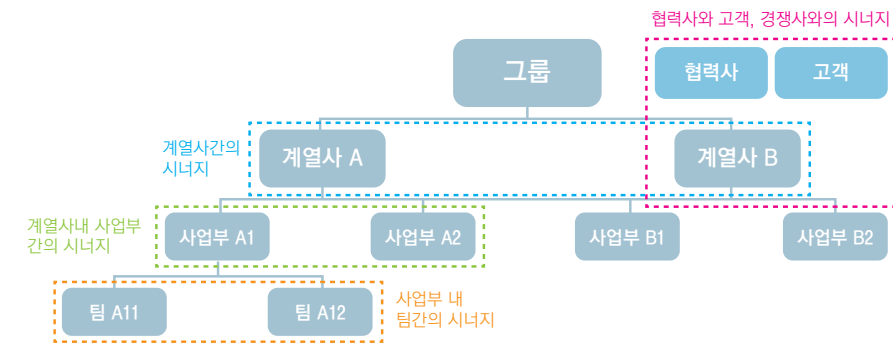 협력사와 고객, 경쟁사와의 시너지
그룹
협력사
고객
계열사간의
시너지
계열사 A
계열사 B
계열사내 사업부
간의 시너지
사업부 A1
사업부 A2
사업부 B1
사업부 B2
팀 A11
팀 A12
사업부 내
팀간의 시너지